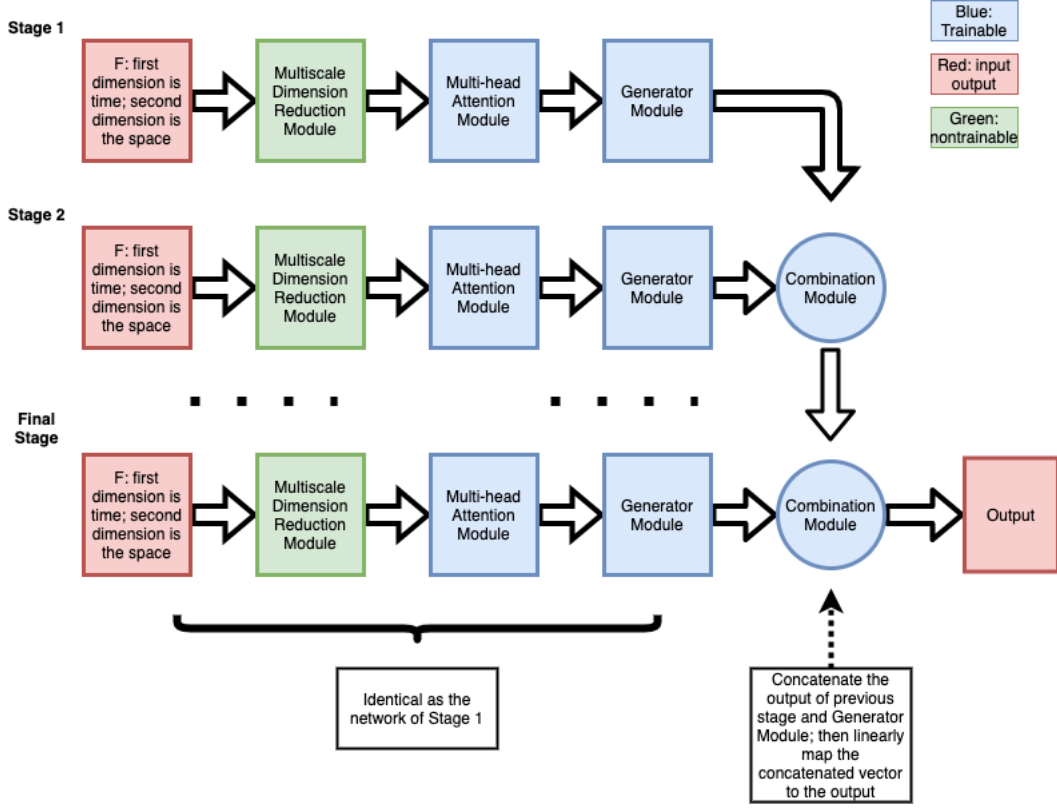 Stage 1
F: first
dimension is
time; second
dimension is
the space
Multiscale
Dimension
Reduction
Module
Multi-head
Attention
Module
Generator
Module
Blue:
Trainable
Red: input
output
Green:
nontrainable
Stage 2
F: first
dimension is
time; second
dimension is
the space
Multiscale
Dimension
Reduction
Module
Multi-head
Attention
Module
Generator
Module
Combination
Module
Final
Stage
F: first
dimension is
time; second
dimension is
the space
Multiscale
Dimension
Reduction
Module
Multi-head
Attention
Module
Generator
Module
Combination
Module
Output
Identical as the
network of Stage 1
Concatenate the
output of previous
stage and Generator
Module; then linearly
map the
concatenated vector
to the output